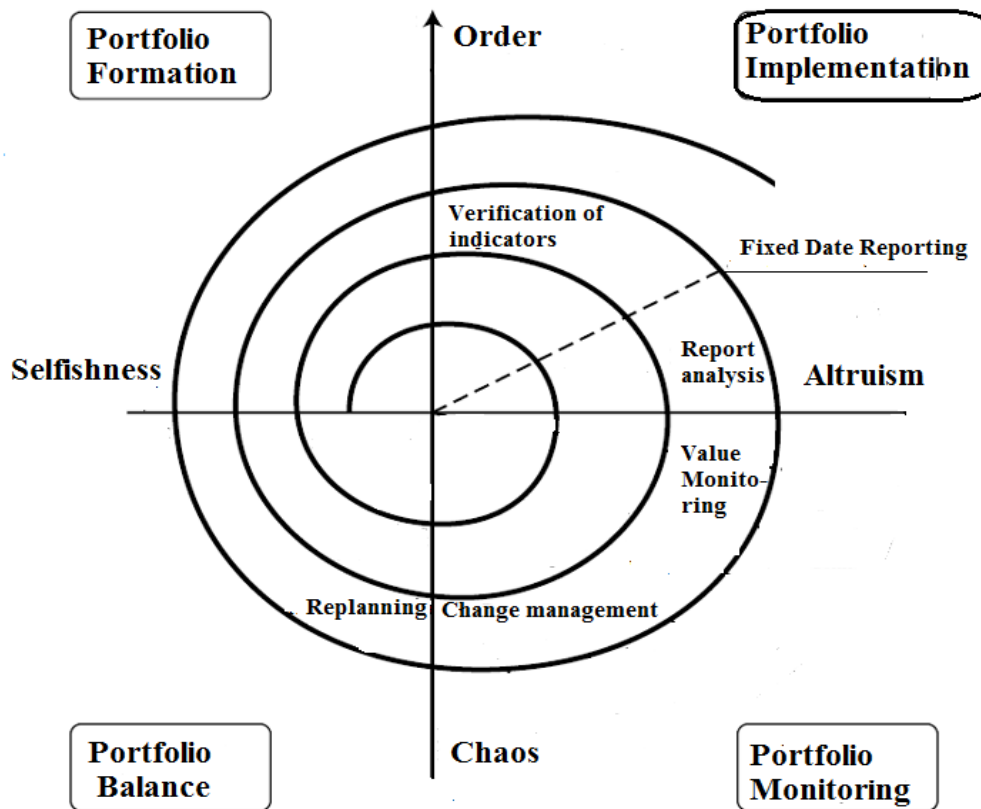 Portfolio
Formation
Order
Portfolio
Implementation
Verification of
indicators
Fixed Date Reporting
Selfishness
Report
analysis
Altruism
Value
Monito-
ring
Replanning
Change management
Portfolio
Balance
Chaos
Portfolio
Monitoring